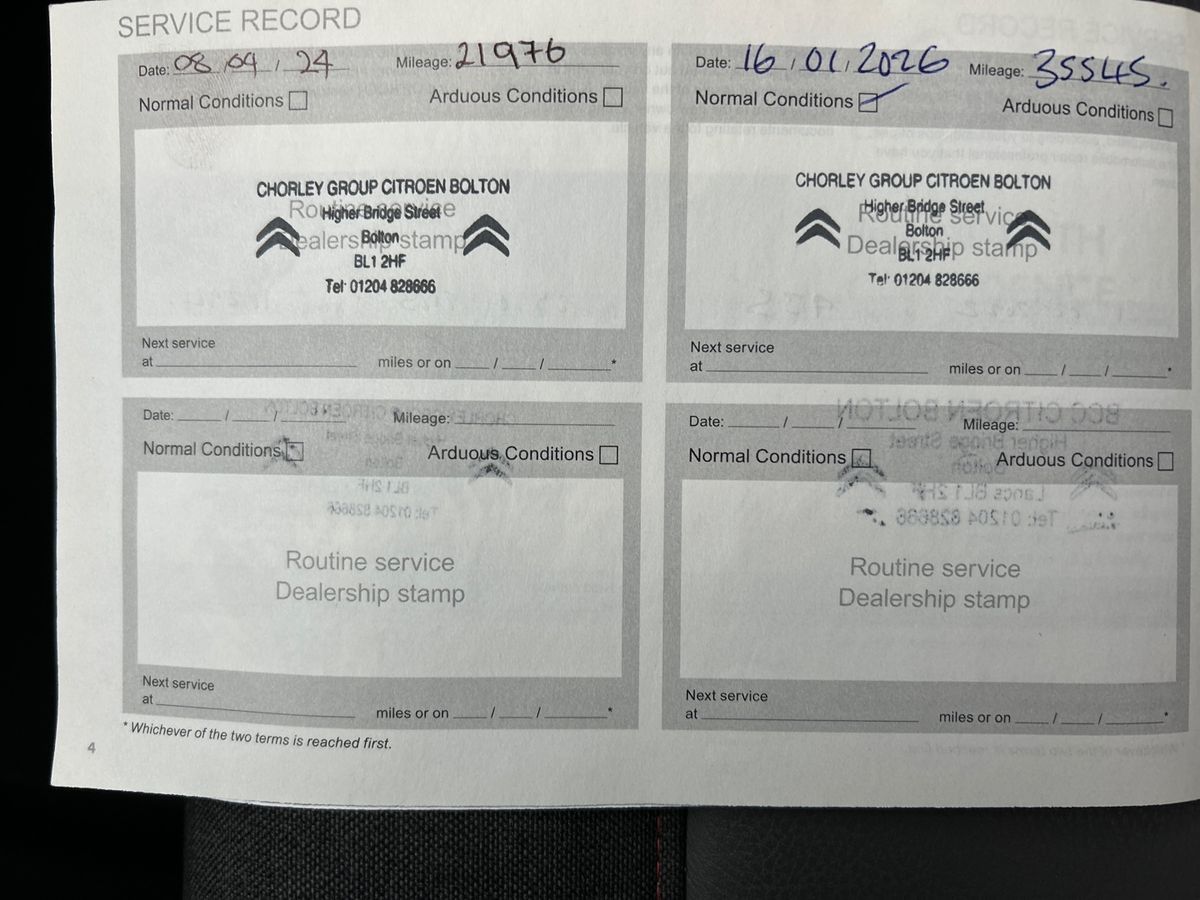 SERVICE RECORD
Date: 08 / 04 / 24 Mileage: 21976
Normal Conditions Arduous Conditions
CHORLEY GROUP CITROEN BOLTON
Routine service
Higher Bridge Street
Dealership stamp
Bolton
BL1 2HF
Tel: 01204 828666
Next service
at miles or on / / *
Date: 16 / 01 / 2026 Mileage: 35545.
Normal Conditions Arduous Conditions
CHORLEY GROUP CITROEN BOLTON
Higher Bridge Street
Routine service
Bolton
Dealership stamp
BL1 2HF
Tel: 01204 828666
Next service
at miles or on / / *
Date: / / Mileage:
Normal Conditions Arduous Conditions
Routine service
Dealership stamp
Next service
at miles or on / / *
Date: / / Mileage:
Normal Conditions Arduous Conditions
Routine service
Dealership stamp
Next service
at miles or on / / *
* Whichever of the two terms is reached first.
4